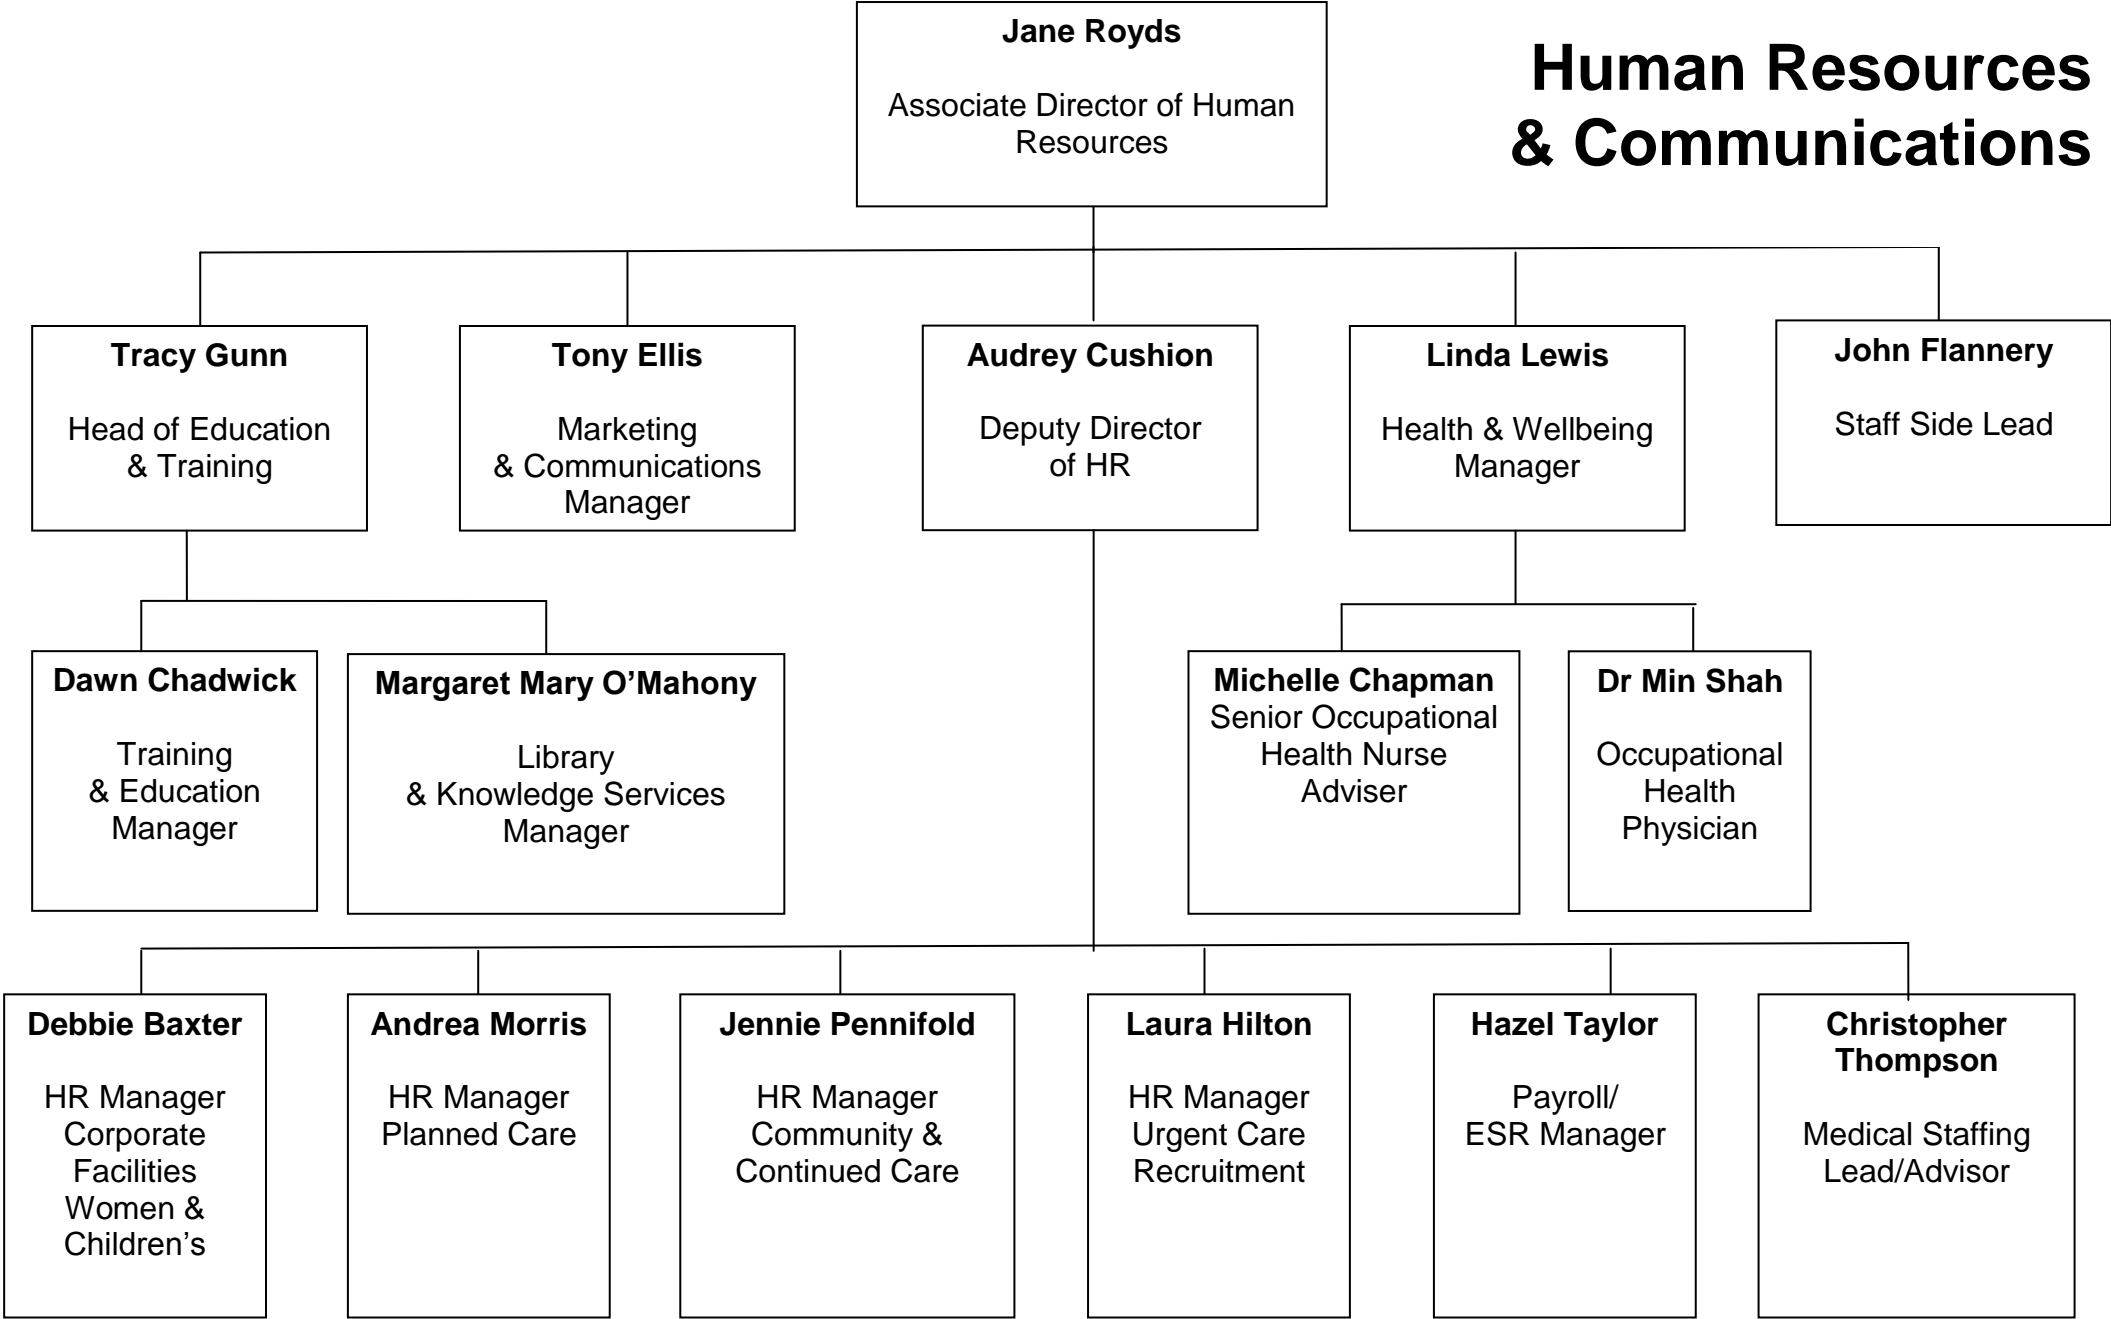 Jane Royds
Associate Director of Human
Resources
Human Resources
& Communications
Tracy Gunn
Head of Education
& Training
Tony Ellis
Marketing
& Communications
Manager
Audrey Cushion
Deputy Director
of HR
Linda Lewis
Health & Wellbeing
Manager
John Flannery
Staff Side Lead
Dawn Chadwick
Training
& Education
Manager
Margaret Mary O’Mahony
Library
& Knowledge Services
Manager
Michelle Chapman
Senior Occupational
Health Nurse
Adviser
Dr Min Shah
Occupational
Health
Physician
Debbie Baxter
HR Manager
Corporate
Facilities
Women &
Children’s
Andrea Morris
HR Manager
Planned Care
Jennie Pennifold
HR Manager
Community &
Continued Care
Laura Hilton
HR Manager
Urgent Care
Recruitment
Hazel Taylor
Payroll/
ESR Manager
Christopher
Thompson
Medical Staffing
Lead/Advisor